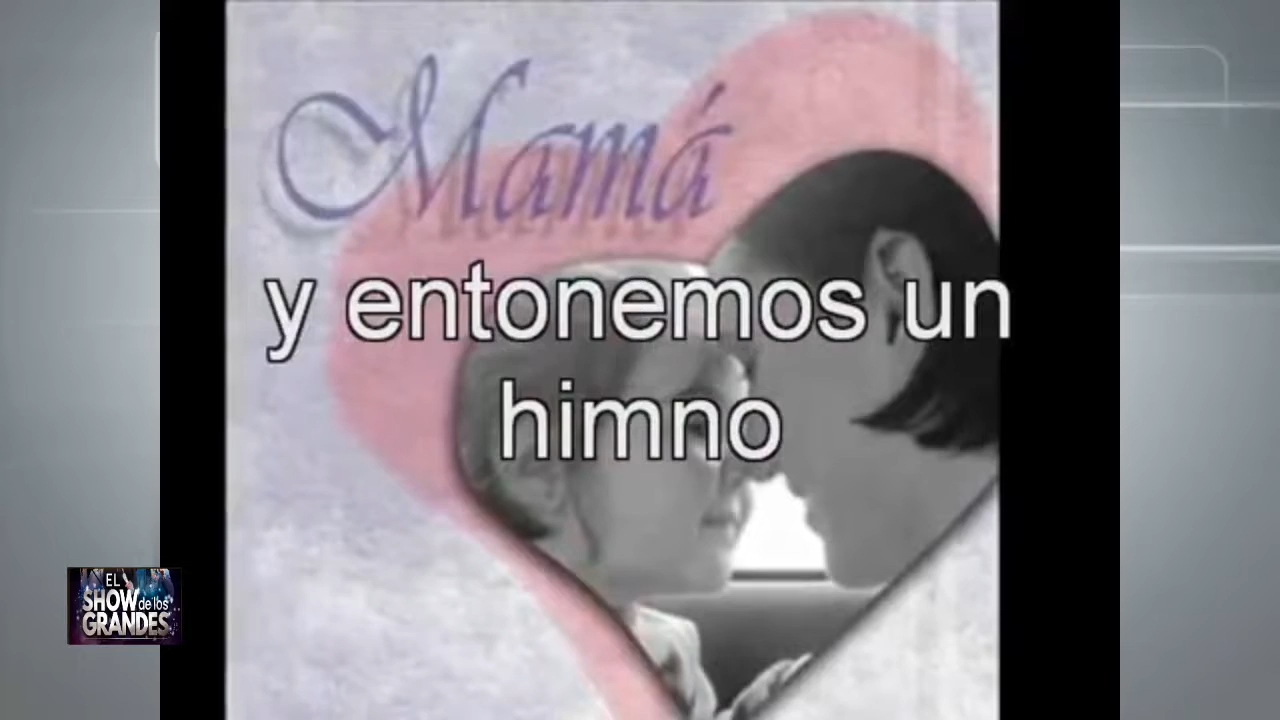 Mamá
y entonemos un
himno
EL
SHOW de los
GRANDES